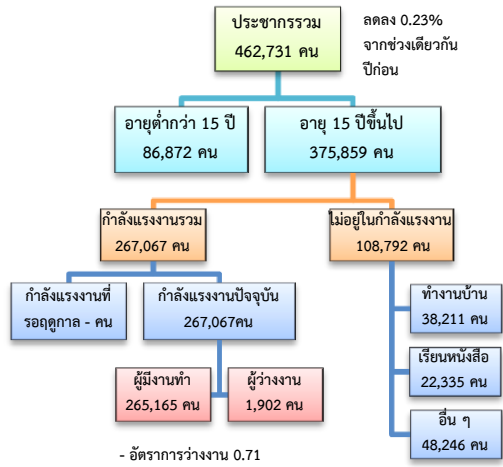 ประชากรรวม
462,731 คน
ลดลง 0.23%
จากช่วงเดียวกัน
ปีก่อน
อายุต่ำกว่า 15 ปี
86,872 คน
อายุ 15 ปีขึ้นไป
375,859 คน
กำลังแรงงานรวม
267,067 คน
ไม่อยู่ในกำลังแรงงาน
108,792 คน
กำลังแรงงานที่
รอฤดูกาล - คน
กำลังแรงงานปัจจุบัน
267,067คน
ทำงานบ้าน
38,211 คน
เรียนหนังสือ
22,335 คน
อื่น ๆ
48,246 คน
ผู้มีงานทำ
265,165 คน
ผู้ว่างงาน
1,902 คน
- อัตราการว่างงาน 0.71